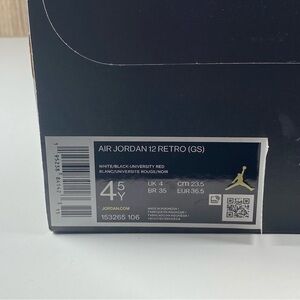 AIR JORDAN 12 RETRO (GS)
WHITE/BLACK-UNIVERSITY RED
BLANC/UNIVERSITE ROUGE/NOIR
4.5Y
UK 4 cm 23.5
BR 35 EUR 36.5
JORDAN.COM
153265 106